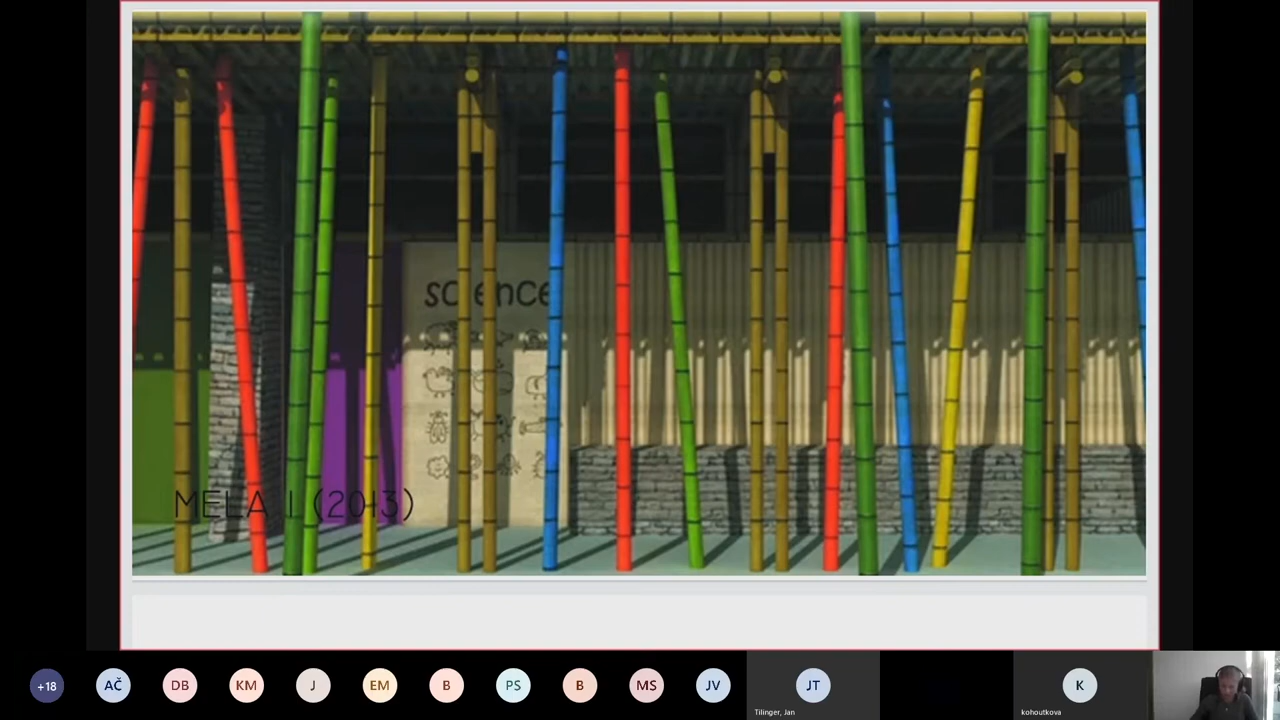 science
MELA I (2013)
+18
AČ
DB
KM
J
EM
B
PS
B
MS
JV
JT
K
Tilinger, Jan
kohoutkova